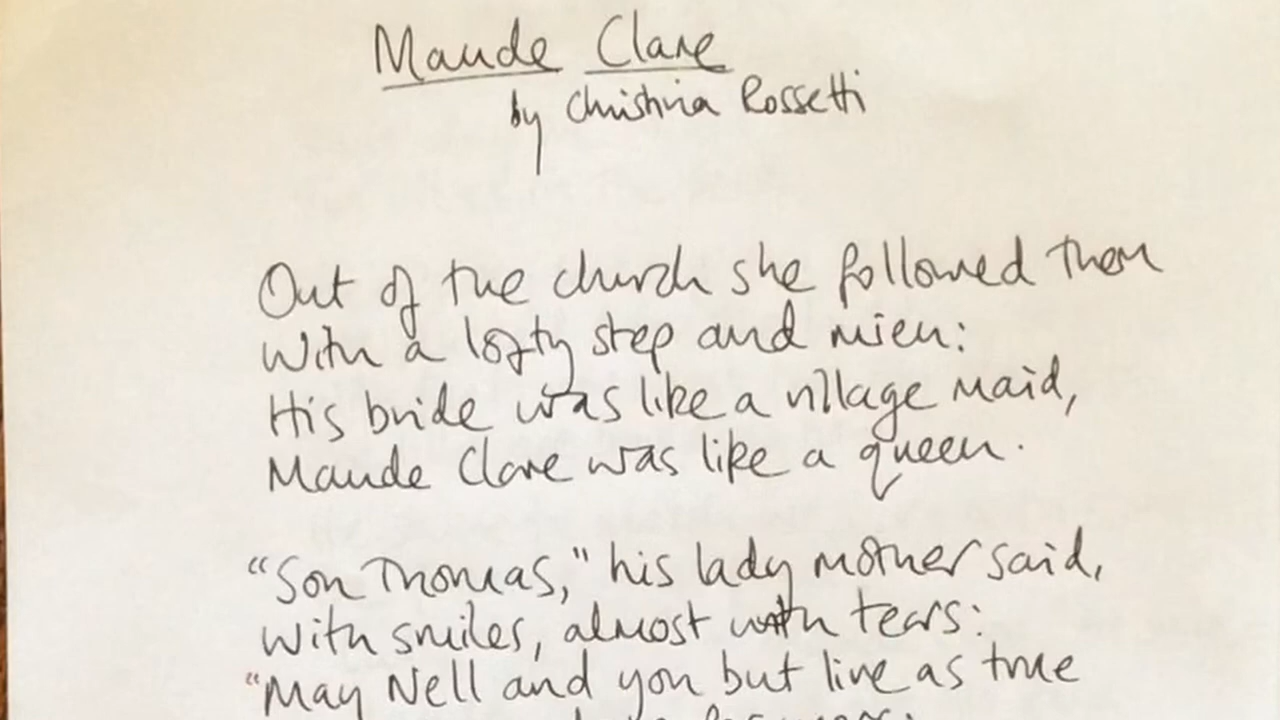 Maude Clare
by Christina Rossetti
Out of the church she followed them
With a lofty step and mien:
His bride was like a village maid,
Maude Clare was like a queen.
“Son Thomas,” his lady mother said,
With smiles, almost with tears:
“May Nell and you but live as true